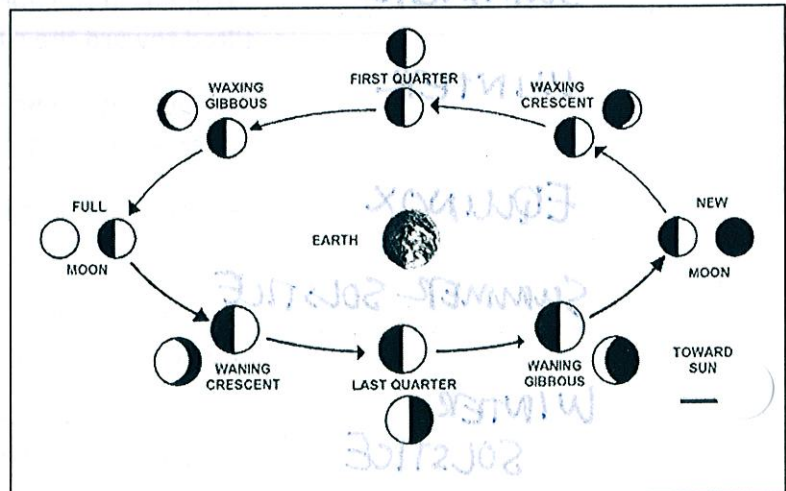 FIRST QUARTER
WAXING
GIBBOUS
WAXING
CRESCENT
FULL
MOON
EARTH
NEW
MOON
WANING
CRESCENT
LAST QUARTER
WANING
GIBBOUS
TOWARD
SUN
WINTER
EQUINOX
SUMMER SOLSTICE
WINTER
SOLSTICE